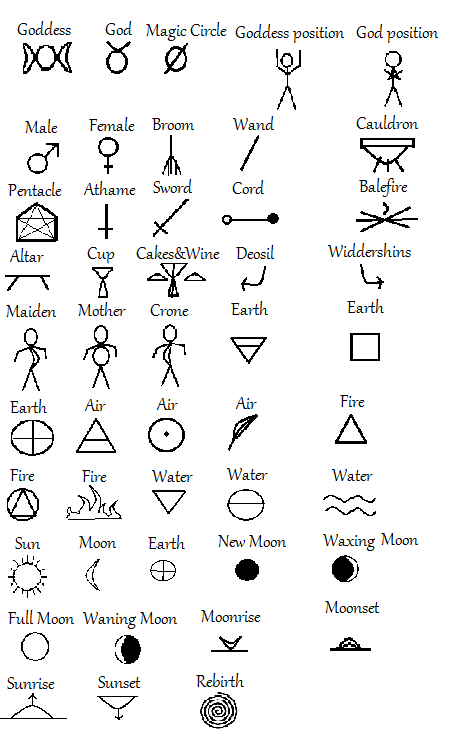 Goddess God Magic Circle Goddess position God position
Male Female Broom Wand Cauldron
Pentacle Athame Sword Cord Balefire
Altar Cup Cakes&Wine Deosil Widdershins
Maiden Mother Crone Earth Earth
Earth Air Air Air Fire
Fire Fire Water Water Water
Sun Moon Earth New Moon Waxing Moon
Full Moon Waning Moon Moonrise Moonset
Sunrise Sunset Rebirth